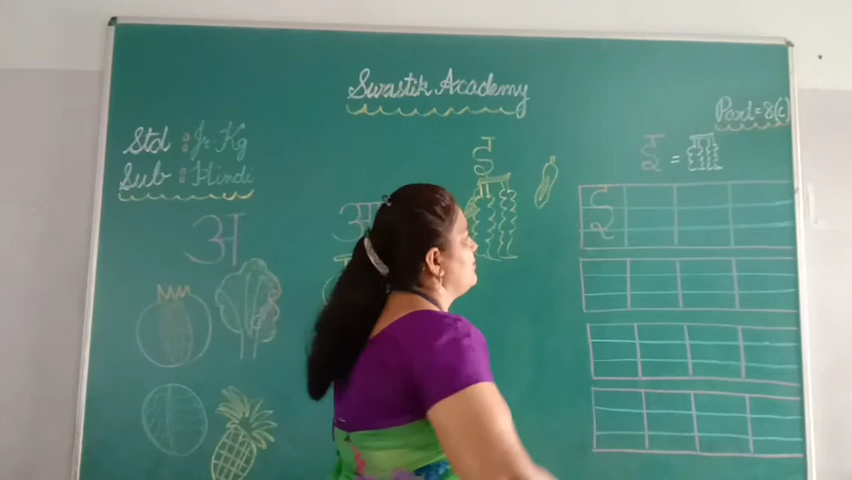 Swastik Academy
Part=8(c)
Std : Jr Kg
Sub : Hindi
इ
इ =
अ
इ